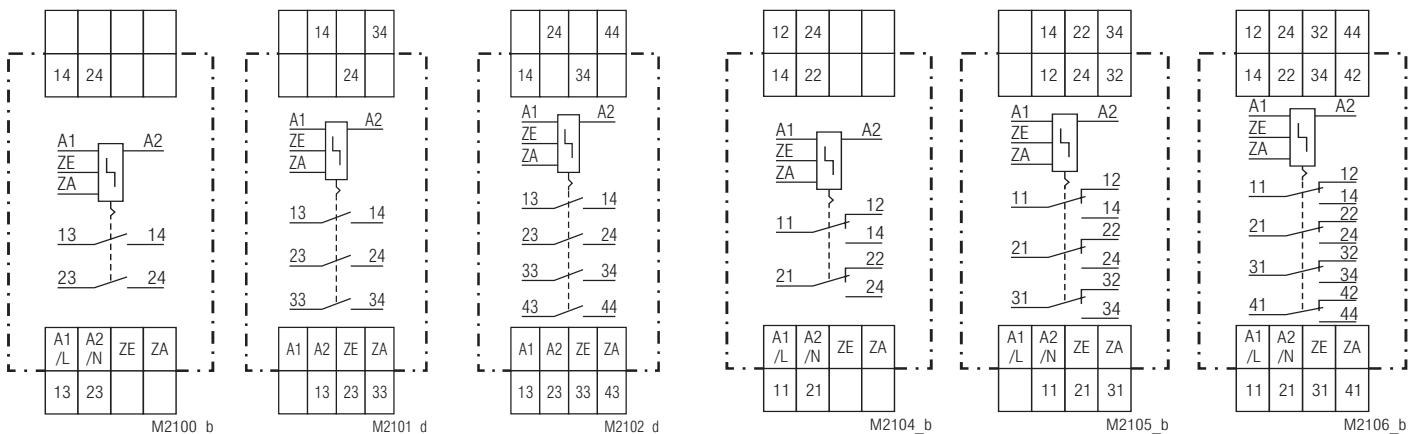 14 24
A1 A2
ZE
ZA
13 14
23 24
A1/L A2/N ZE ZA
13 23
M2100_b
14 34
24
A1 A2
ZE
ZA
13 14
23 24
33 34
A1 A2 ZE ZA
13 23 33
M2101_d
24 44
14 34
A1 A2
ZE
ZA
13 14
23 24
33 34
43 44
A1 A2 ZE ZA
13 23 33 43
M2102_d
12 24
14 22
A1 A2
ZE
ZA
12
11
14
22
21
24
A1/L A2/N ZE ZA
11 21
M2104_b
14 22 34
12 24 32
A1 A2
ZE
ZA
12
11
14
22
21
24
32
31
34
A1/L A2/N ZE ZA
11 21 31
M2105_b
12 24 32 44
14 22 34 42
A1 A2
ZE
ZA
12
11
14
22
21
24
32
31
34
42
41
44
A1/L A2/N ZE ZA
11 21 31 41
M2106_b